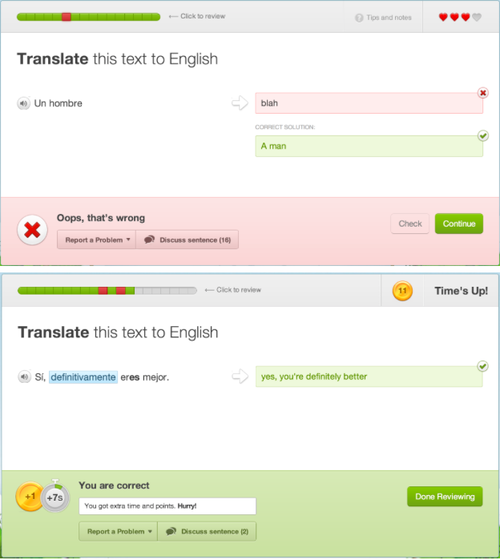 Click to review
Tips and notes
Translate this text to English
Un hombre
blah
CORRECT SOLUTION:
A man
Oops, that's wrong
Report a Problem
Discuss sentence (16)
Check
Continue
Click to review
1.1
Time's Up!
Translate this text to English
Sí, definitivamente eres mejor.
yes, you're definitely better
+1
+7s
You are correct
You got extra time and points. Hurry!
Done Reviewing
Report a Problem
Discuss sentence (2)